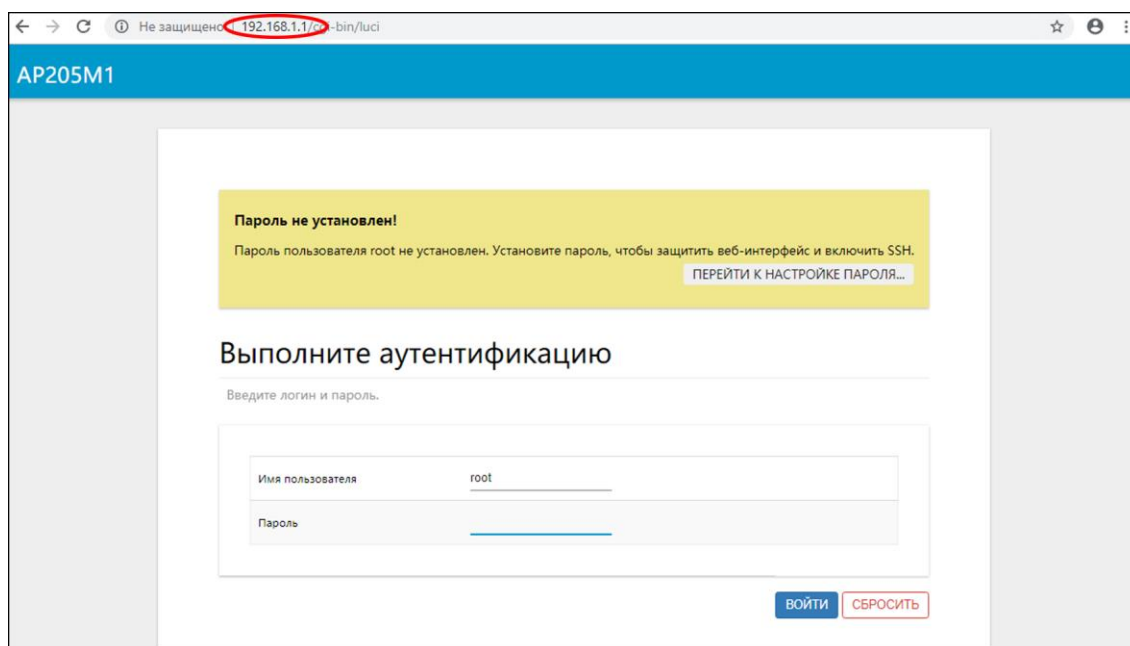 Не защищено 192.168.1.1/cgi-bin/luci
AP205M1
Пароль не установлен!
Пароль пользователя root не установлен. Установите пароль, чтобы защитить веб-интерфейс и включить SSH.
ПЕРЕЙТИ К НАСТРОЙКЕ ПАРОЛЯ...
Выполните аутентификацию
Введите логин и пароль.
Имя пользователя root
Пароль
ВОЙТИ СБРОСИТЬ